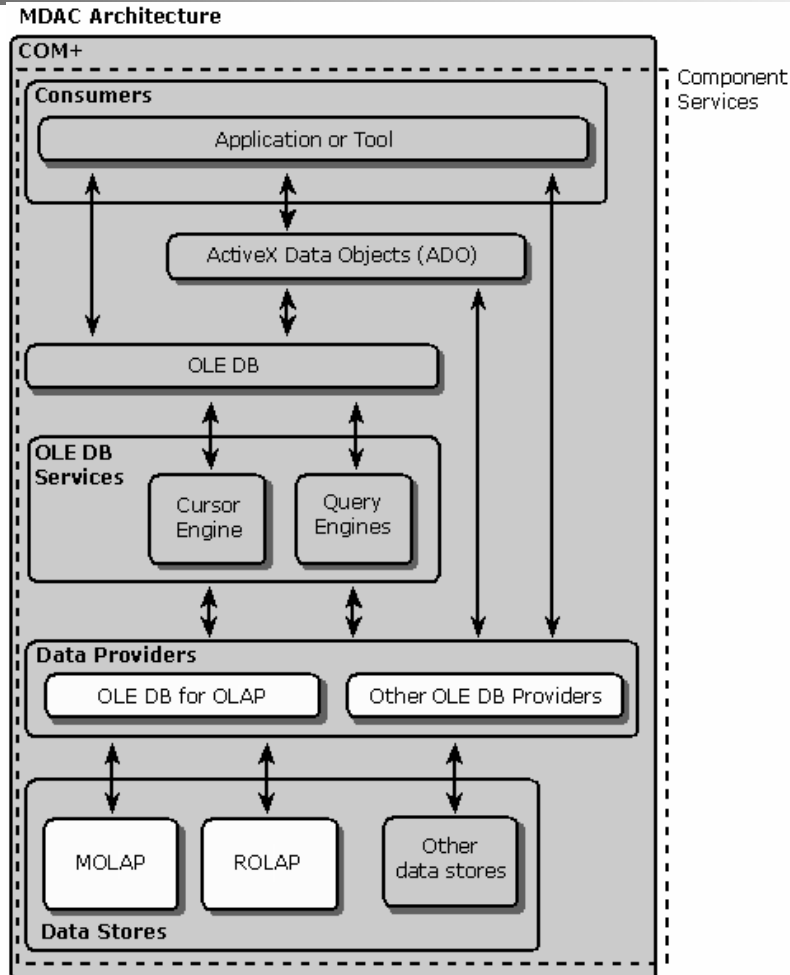 MDAC Architecture
COM+
Component
Services
Consumers
Application or Tool
ActiveX Data Objects (ADO)
OLE DB
OLE DB
Services
Cursor
Engine
Query
Engines
Data Providers
OLE DB for OLAP
Other OLE DB Providers
MOLAP
ROLAP
Other
data stores
Data Stores